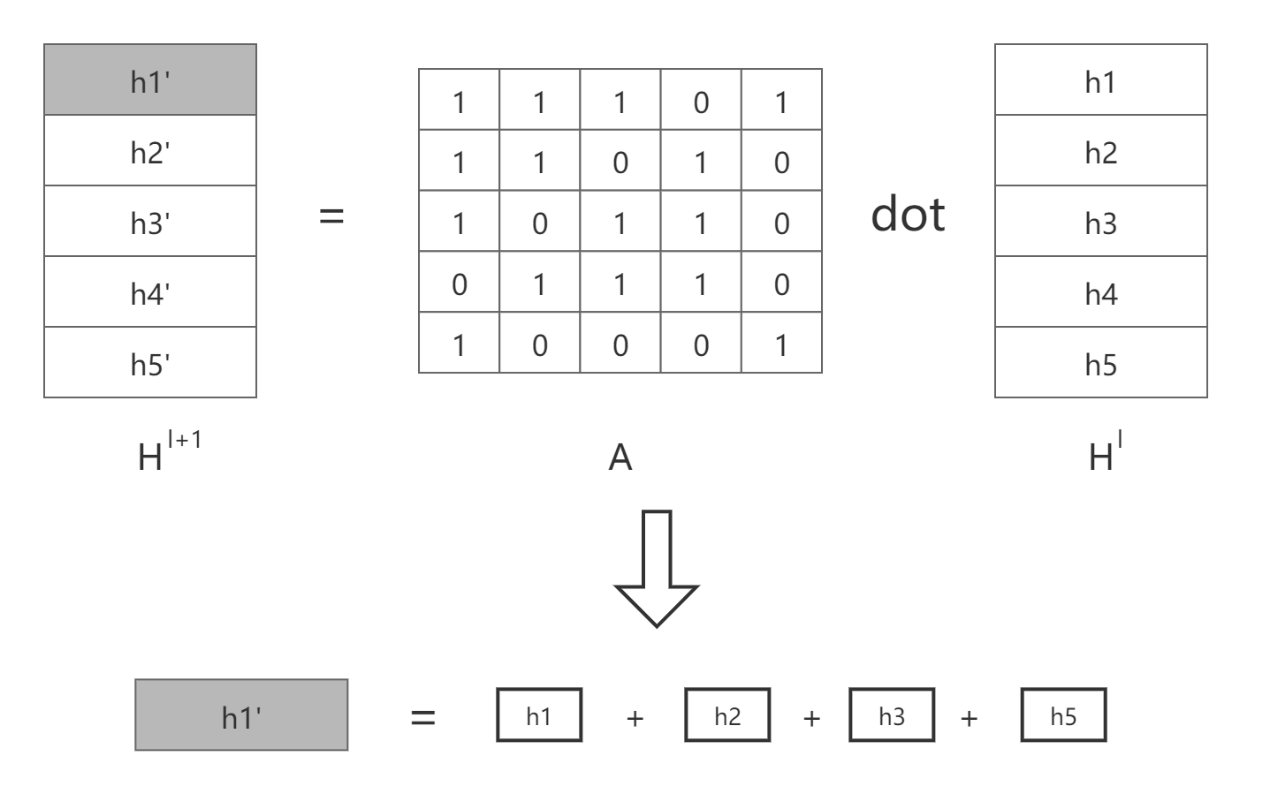 h1'
h2'
h3'
h4'
h5'
H^l+1
=
1 1 1 0 1
1 1 0 1 0
1 0 1 1 0
0 1 1 1 0
1 0 0 0 1
A
dot
h1
h2
h3
h4
h5
H^l
h1' = h1 + h2 + h3 + h5